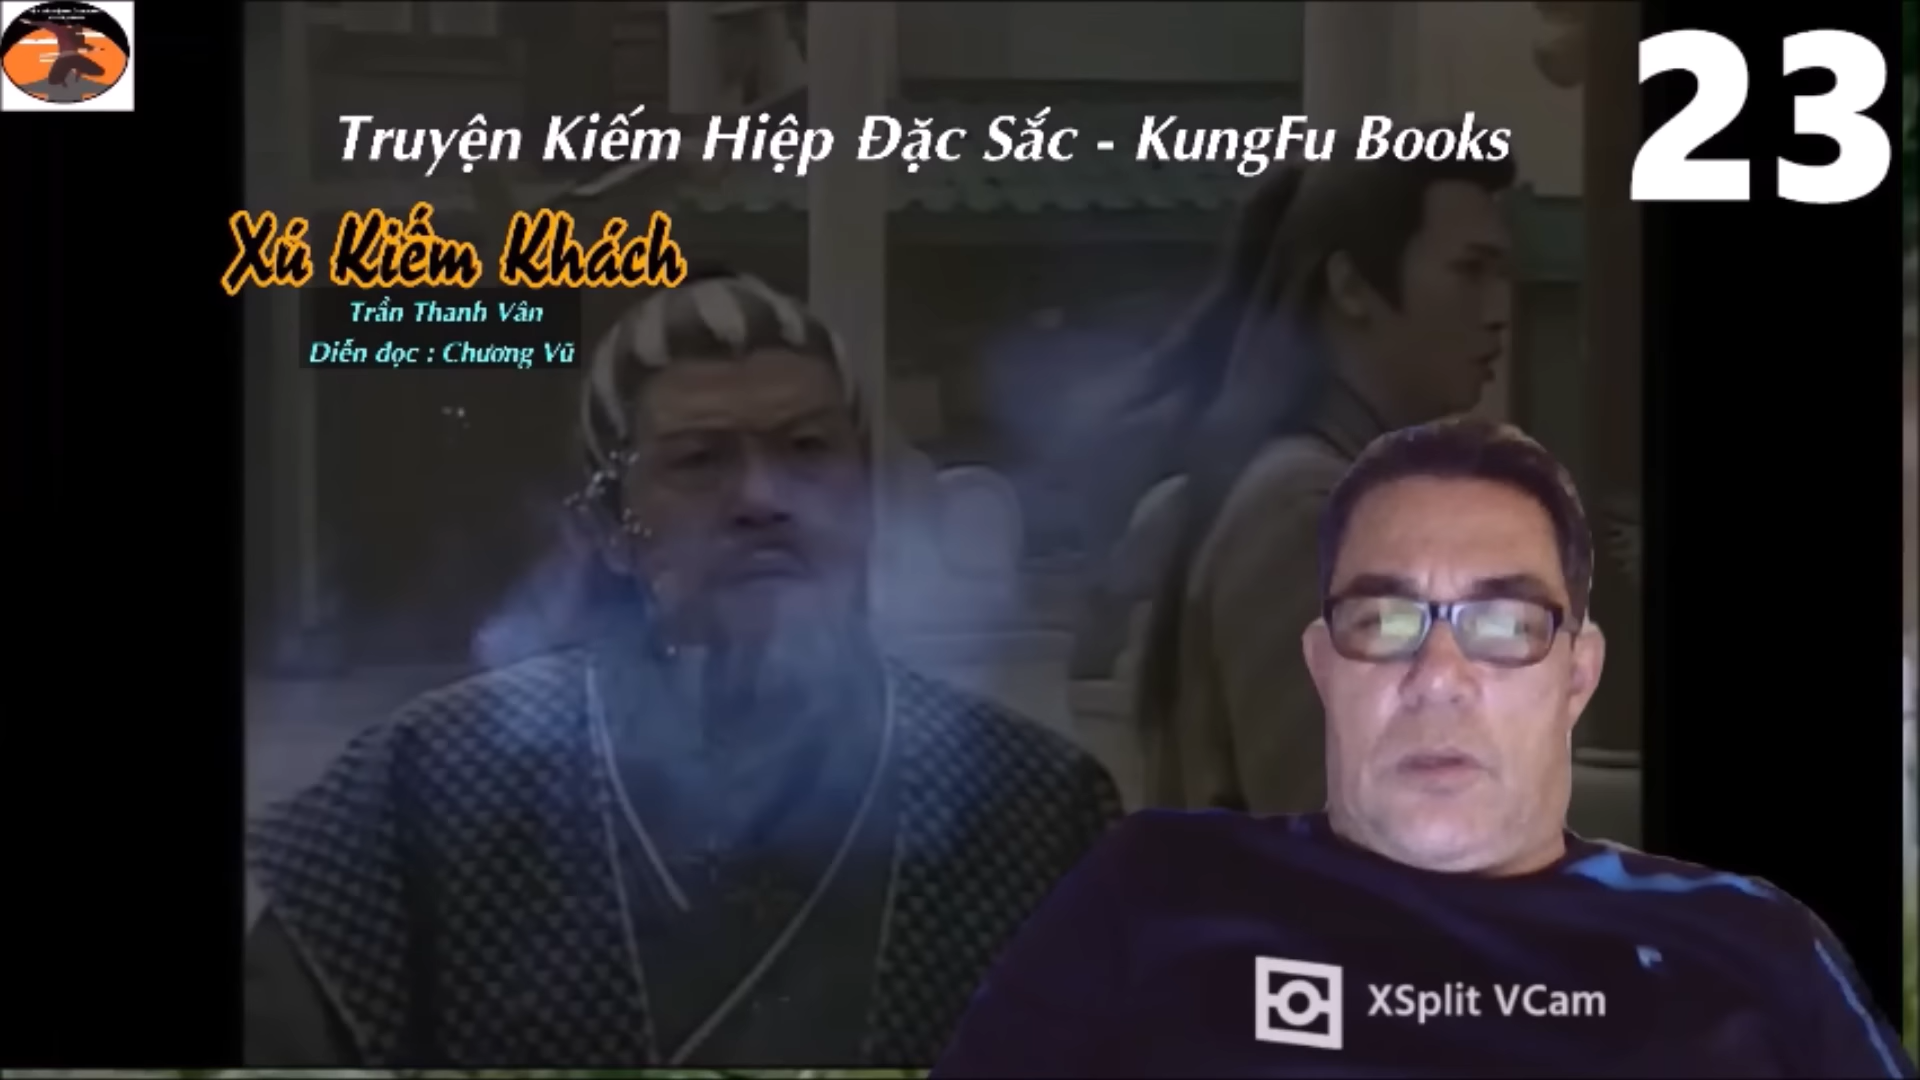 23
Truyện Kiếm Hiệp Đặc Sắc - KungFu Books
Xú Kiếm Khách
Trần Thanh Vân
Diễn đọc : Chương Vũ
XSplit VCam